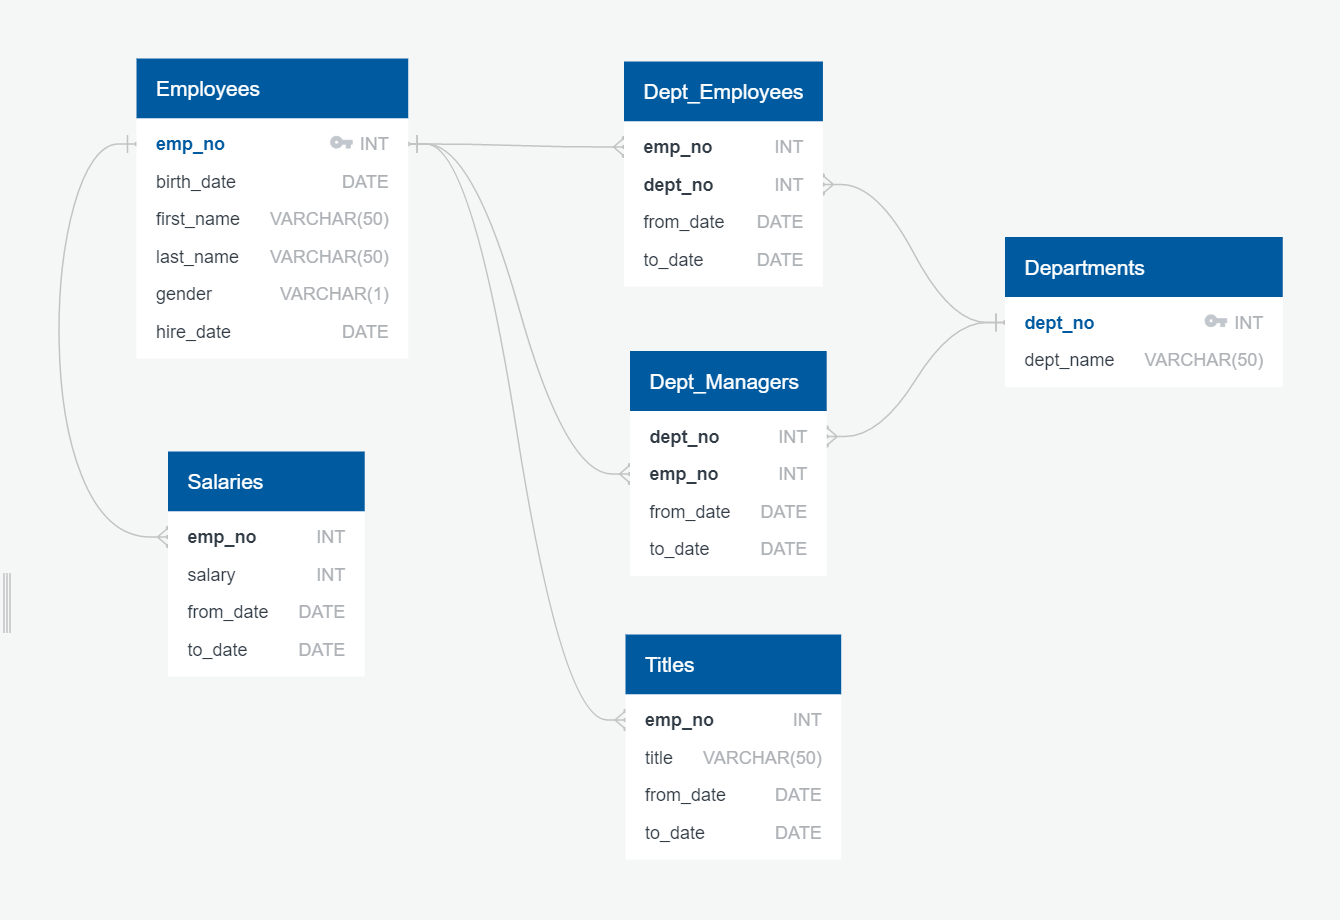 Employees
emp_no INT
birth_date DATE
first_name VARCHAR(50)
last_name VARCHAR(50)
gender VARCHAR(1)
hire_date DATE
Dept_Employees
emp_no INT
dept_no INT
from_date DATE
to_date DATE
Departments
dept_no INT
dept_name VARCHAR(50)
Dept_Managers
dept_no INT
emp_no INT
from_date DATE
to_date DATE
Salaries
emp_no INT
salary INT
from_date DATE
to_date DATE
Titles
emp_no INT
title VARCHAR(50)
from_date DATE
to_date DATE